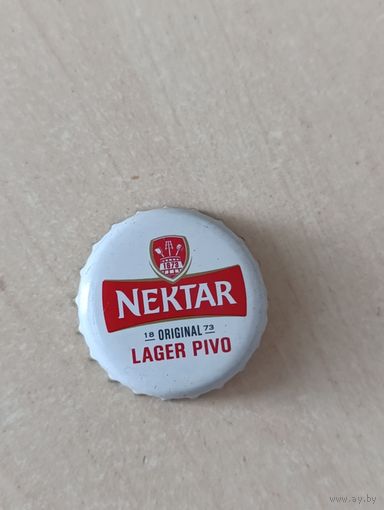 1873
NEKTAR
18 ORIGINAL 73
LAGER PIVO
www.ay.by